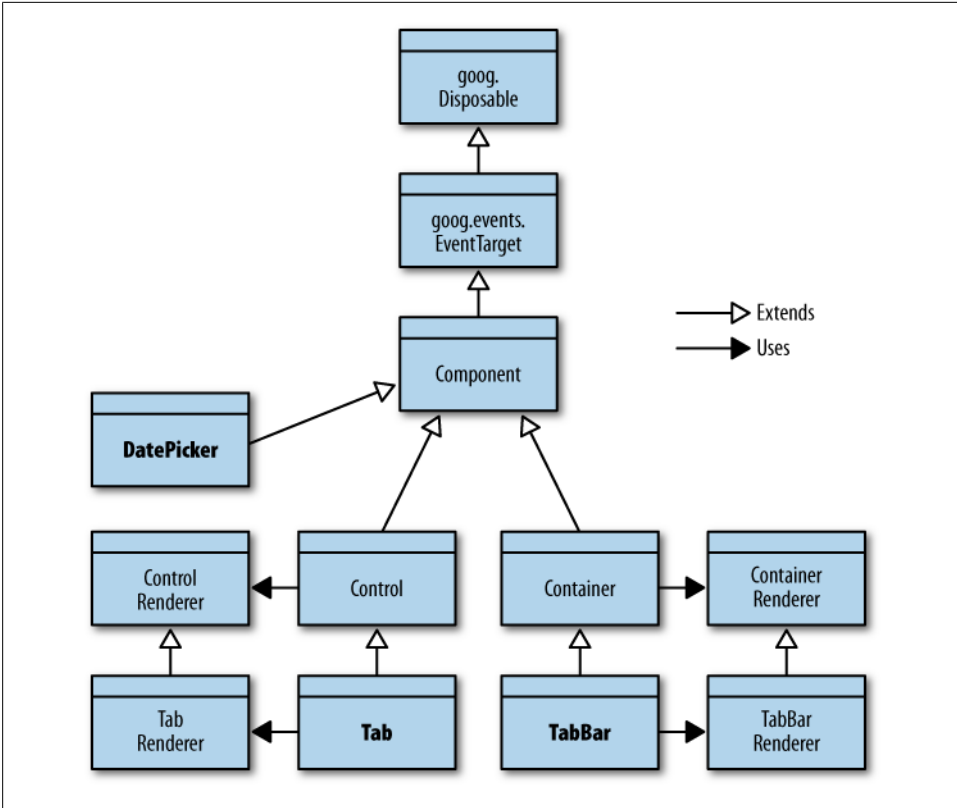 goog.
Disposable
goog.events.
EventTarget
Extends
Uses
Component
DatePicker
Control
Renderer
Control
Container
Container
Renderer
Tab
Renderer
Tab
TabBar
TabBar
Renderer